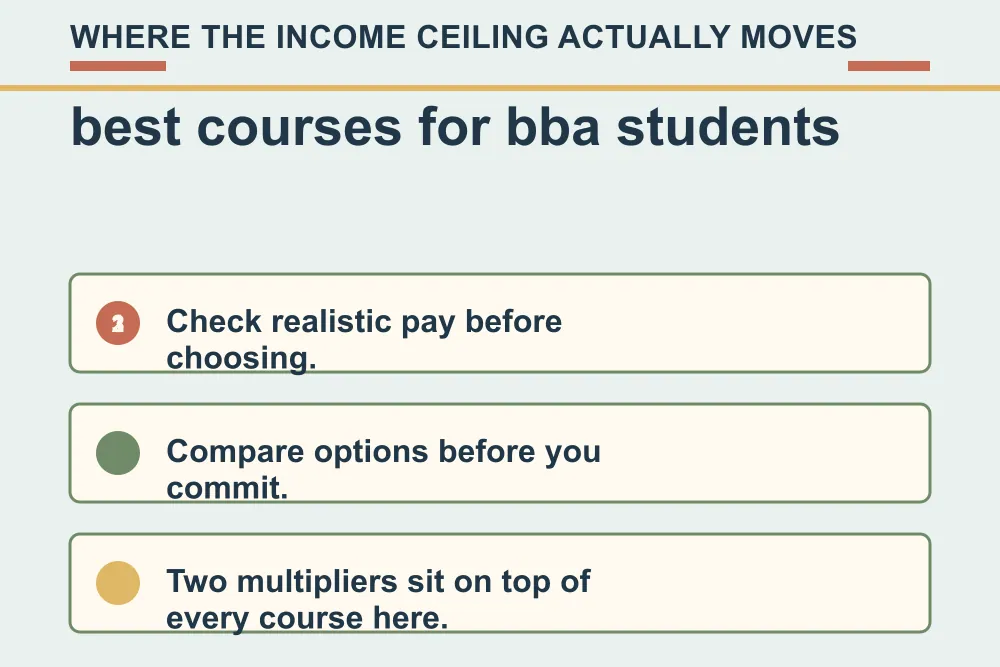 WHERE THE INCOME CEILING ACTUALLY MOVES
best courses for bba students
Check realistic pay before
choosing.
Compare options before you
commit.
Two multipliers sit on top of
every course here.